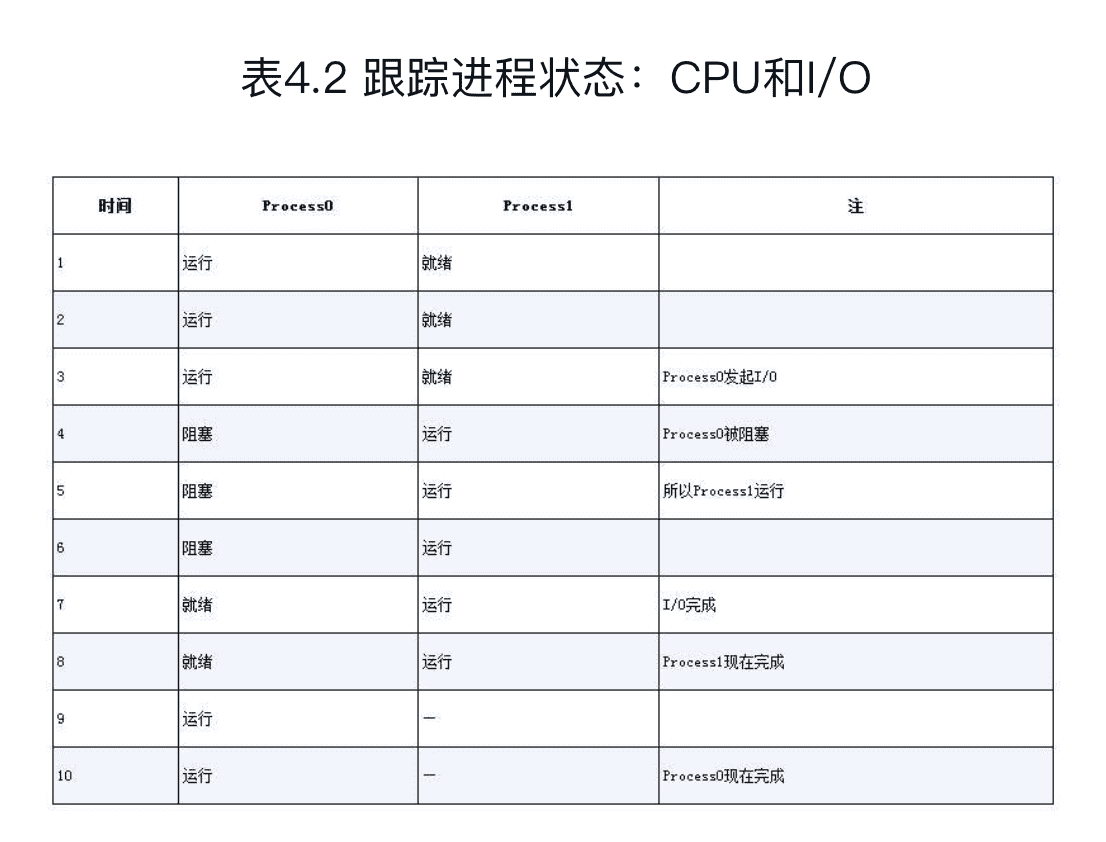 表4.2 跟踪进程状态：CPU和I/O
时间 Process0 Process1 注
1 运行 就绪
2 运行 就绪
3 运行 就绪 Process0发起I/O
4 阻塞 运行 Process0被阻塞
5 阻塞 运行 所以Process1运行
6 阻塞 运行
7 就绪 运行 I/O完成
8 就绪 运行 Process1现在完成
9 运行 —
10 运行 — Process0现在完成